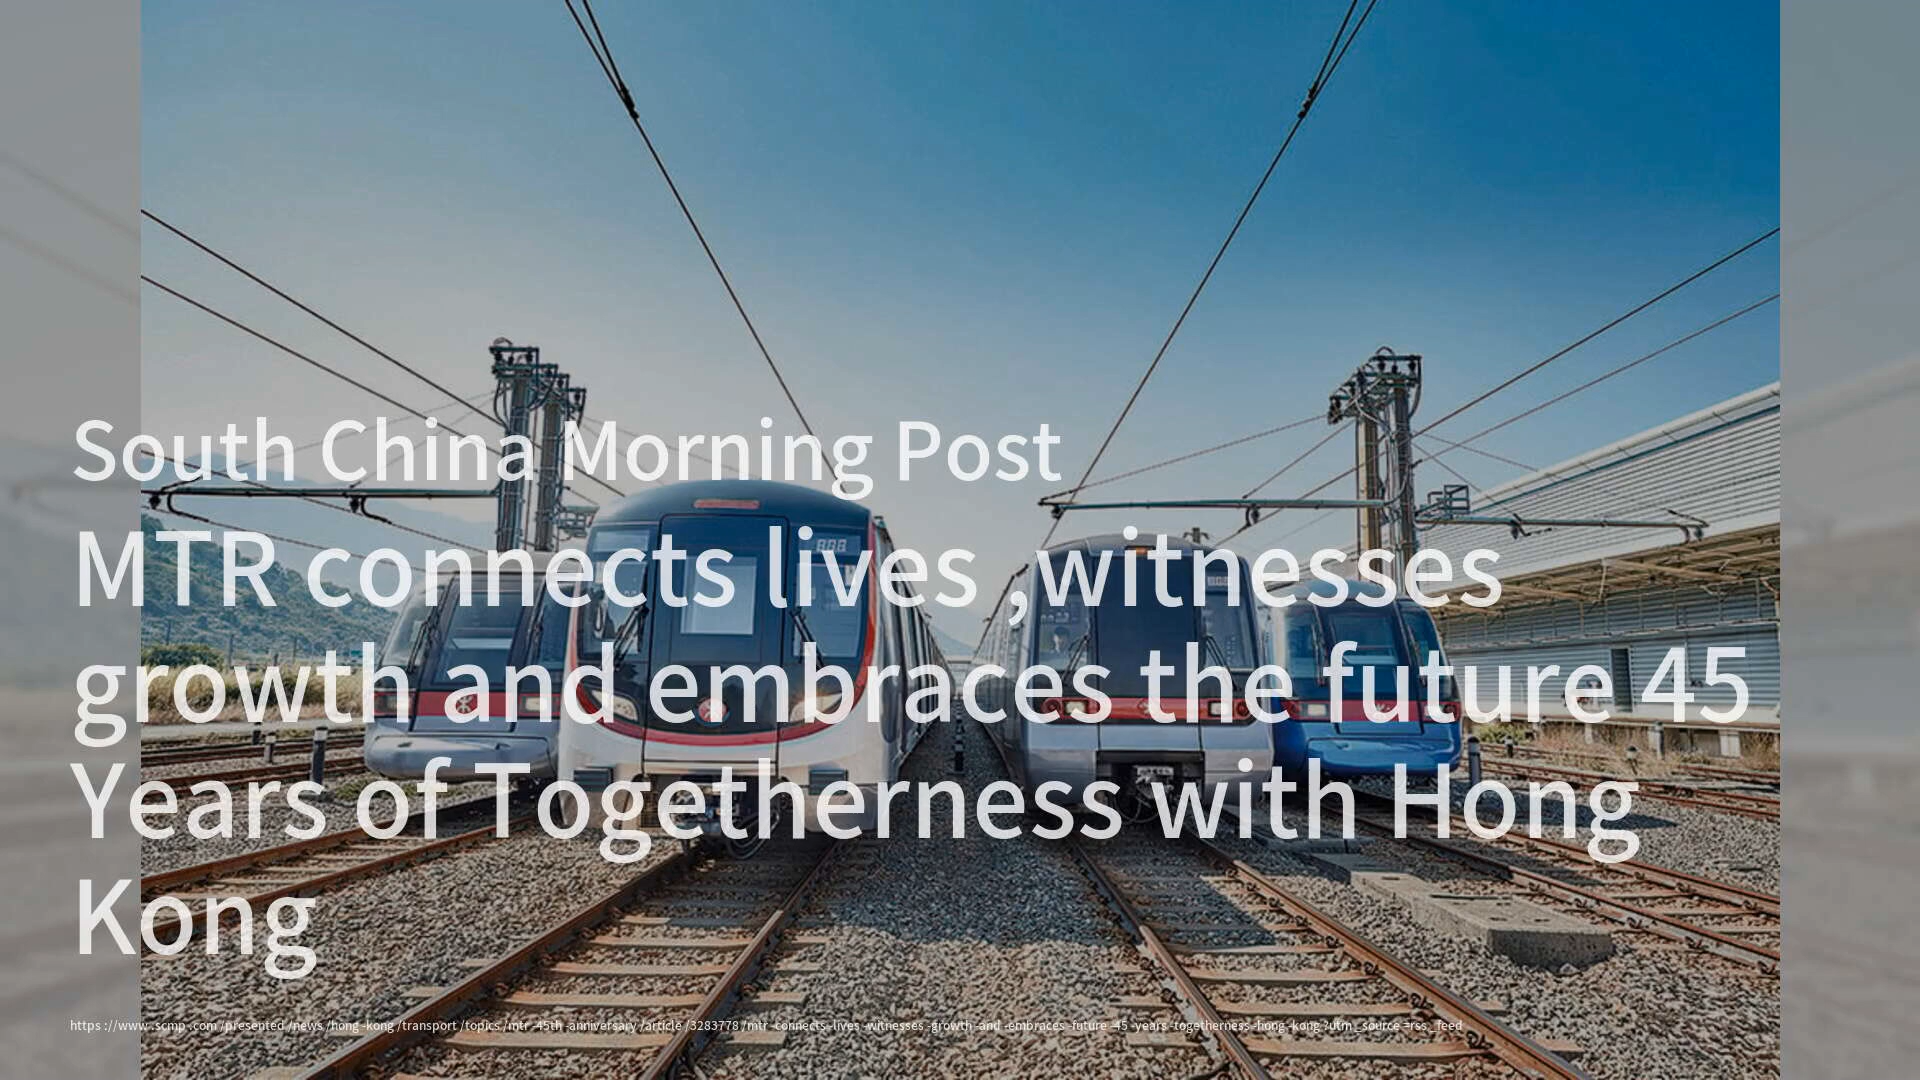 South China Morning Post
MTR connects lives ,witnesses
growth and embraces the future 45
Years of Togetherness with Hong
Kong
https://www.scmp.com/presented/news/hong-kong/transport/topics/mtr-45th-anniversary/article/3283778/mtr-connects-lives-witnesses-growth-and-embraces-future-45-years-togetherness-hong-kong?utm_source=rss_feed